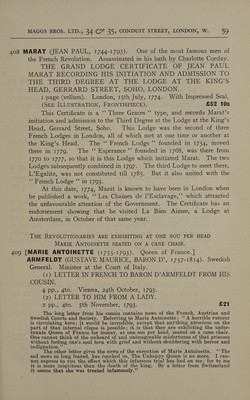 MAGGS BROS. LTD., 34 & 35, CONDUIT STREET, LONDON, W. 59
408 MARAT (JEAN PAUL, 1744-1793). One of the most famous men of
the French Revolution. Assassinated in his bath by Charlotte Corday.
THE GRAND LODGE CERTIFICATE OF JEAN PAUL
MARAT RECORDING HIS INITIATION AND ADMISSION TO
THE THIRD DEGREE AT THE LODGE AT THE KING'S
HEAD, GERRARD STREET, SOHO, LONDON.
1 page (vellum). London, 15th July, 1774. With Impressed Seal.
(SEE ILLUSTRATION, FRONTISPIECE). £52 10s
This Certificate is a "Three Graces" type, and records Marat's
initiation and admission to the Third Degree at the Lodge at the King's
Head, Gerrard Street, Soho. This Lodge was the second of three
French Lodges in London, all of which met at one time or another at
the King's Head. The "French Lodge" founded in 1754, moved
there in 1779. The "Esperance" founded in 1768, was there from
1770 to 1777, so that it is this Lodge which initiated Marat. The two
Lodges subsequently combined in 1797. The third Lodge to meet there,
L'Egalite, was not constituted till 1785. But it also united with the
"French Lodge" in 1793.
At this date, 1774, Marat is known to have been in London when
he published a work, "Les Chaines de l'Esclavage," which attracted
the unfavourable attention of the Government. The Certificate has an
endorsement showing that he visited La Bien Aimee, a Lodge at
Amsterdam, in October of that same year.
THE REVOLUTIONARIES ARE EXHIBITING AT ONE SOU PER HEAD
MARIE ANTOINETTE SEATED ON A CANE CHAIR.
409 [MARIE ANTOINETTE (1755-1793). Queen of France.]
ARMFELDT (GUSTAVE MAURICE, BARON D', 1757-1814). Swedish
General. Minister at the Court of Italy.
(1) LETTER IN FRENCH TO BARON D'ARMFELDT FROM HIS
COUSIN.
4 pp., 4to. Vienna, 24th October, 1793.
(2) LETTER TO HIM FROM A LADY.
2 pp., 4to. 5th November, 1793. £21
The long letter from his cousin contains news of the French, Austrian and
Swedish Courts and Society. Referring to Marie Antoinette: "A horrible rumour
is circulating here; it would be incredible, except that anything atrocious on the
part of that infernal clique is possible; it is that they are exhibiting the unfor-
tunate Queen of France for money, at one sou per head, seated on a cane chair.
One cannot think of the unheard of and unimaginable misfortunes of that princess
without feeling one's soul torn with grief and without shuddering with horror and
indignation."
The other letter gives the news of the execution of Marie Antoinette. "The
sad news so long feared, has reached us, The Unhappy Queen is no more. I can-
not express to you the effect which this infamous deed has had on me; for to me
it is more iniquitous than the death of the king. By a letter from Switzerland
it seems that she was treated inhumanly."